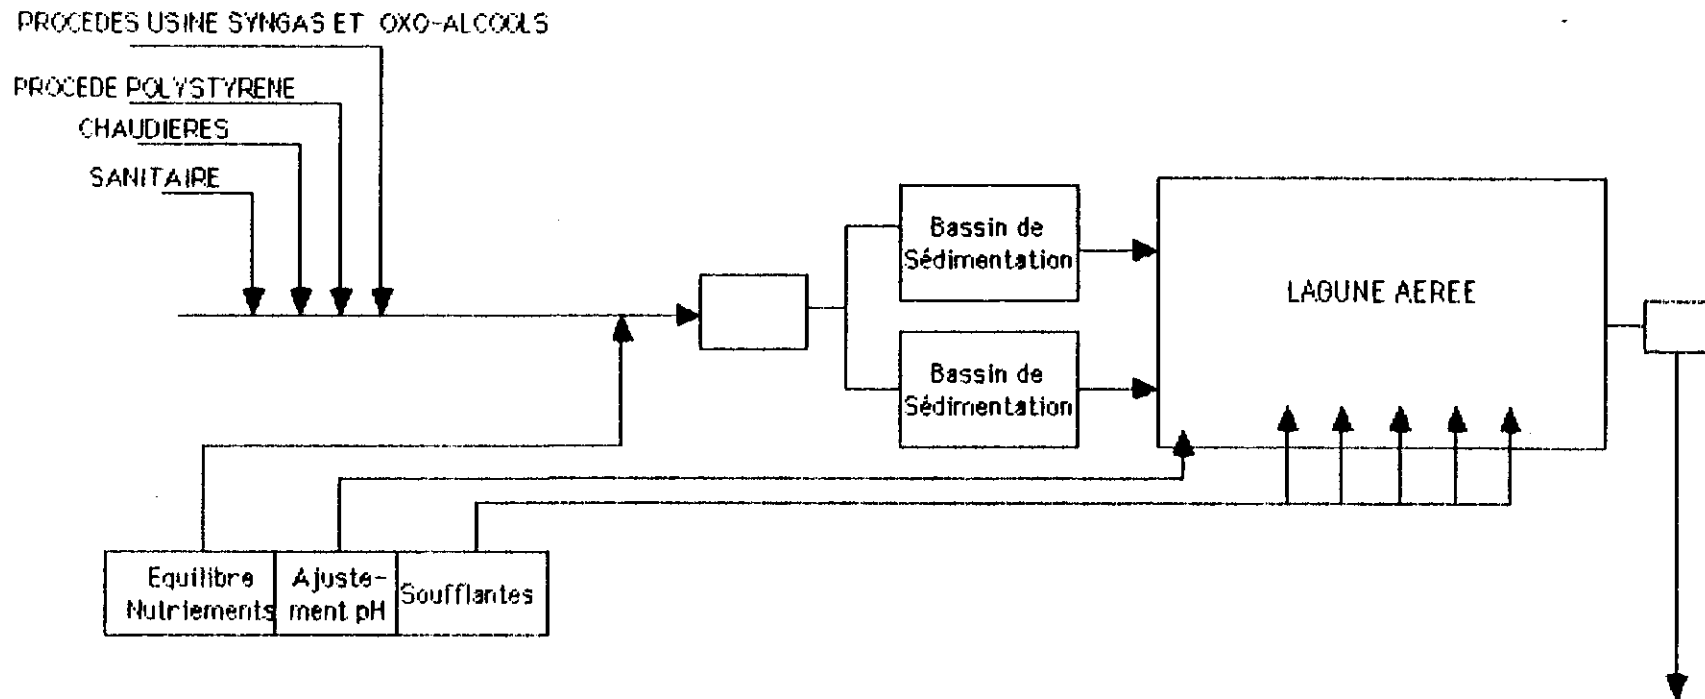 PROCEDES USINE SYNGAS ET OXO-ALCOOLS
PROCEDE POLYSTYRENE
CHAUDIERES
SANITAIRE
Bassin de
Sédimentation
LAGUNE AEREE
Bassin de
Sédimentation
Equilibre
Nutriements
Ajuste-
ment pH
Soufflantes